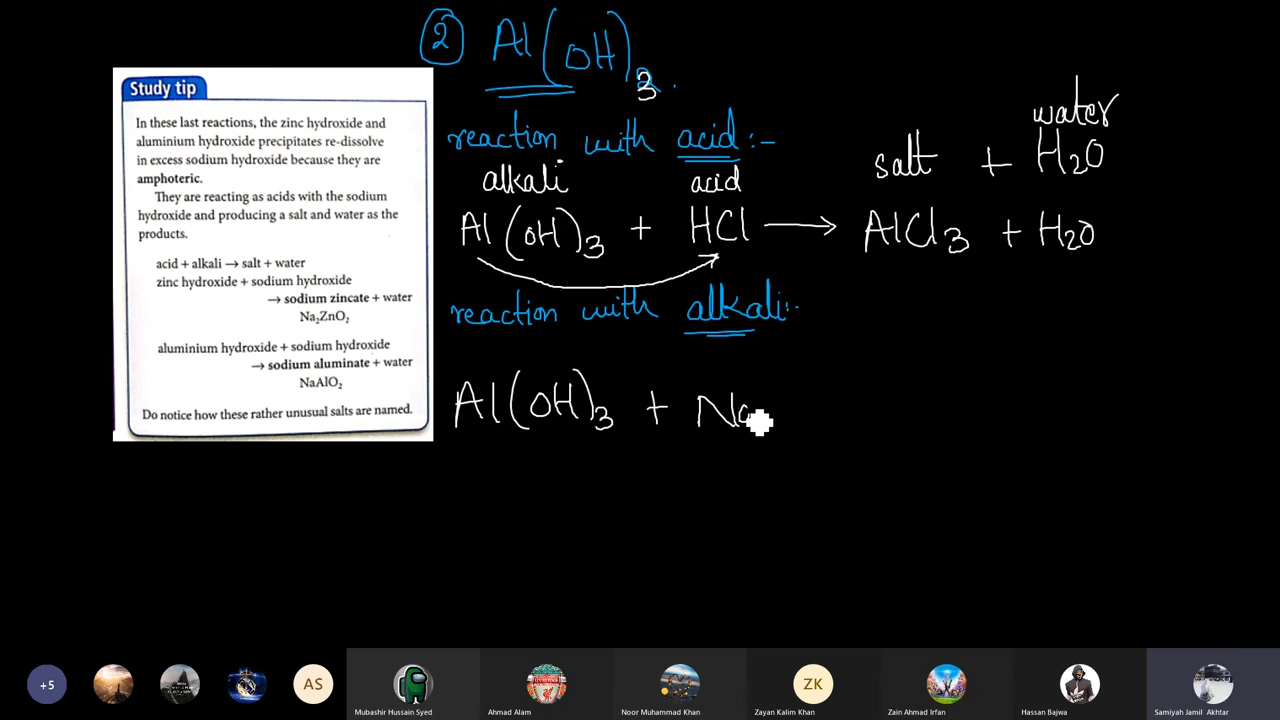 ② Al(OH)3.
Study tip
In these last reactions, the zinc hydroxide and
aluminium hydroxide precipitates re-dissolve
in excess sodium hydroxide because they are
amphoteric.
They are reacting as acids with the sodium
hydroxide and producing a salt and water as the
products.
acid + alkali → salt + water
zinc hydroxide + sodium hydroxide
→ sodium zincate + water
Na₂ZnO₂
aluminium hydroxide + sodium hydroxide
→ sodium aluminate + water
NaAlO₂
Do notice how these rather unusual salts are named.
reaction with acid :-
water
alkali acid salt + H2O
Al(OH)3 + HCl → AlCl3 + H2O
reaction with alkali:-
Al(OH)3 + Na
+5
AS
Mubashir Hussain Syed
Ahmad Alam
Noor Muhammad Khan
ZK
Zayan Kalim Khan
Zain Ahmad Irfan
Hassan Bajwa
Samiyah Jamil Akhtar